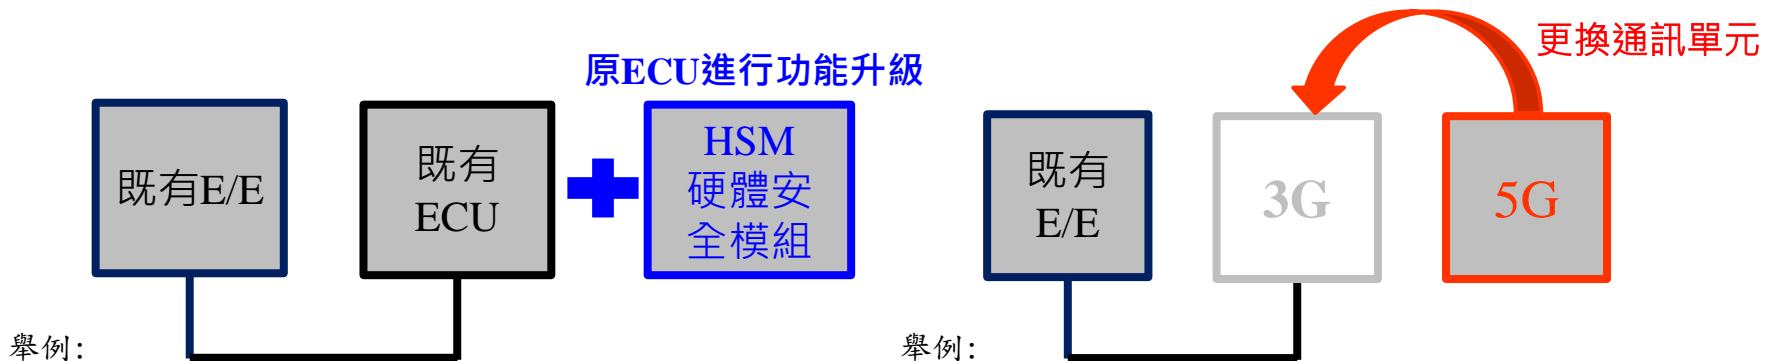 原ECU進行功能升級
既有E/E
既有
ECU
HSM
硬體安
全模組
舉例:
更換通訊單元
既有
E/E
3G
5G
舉例: